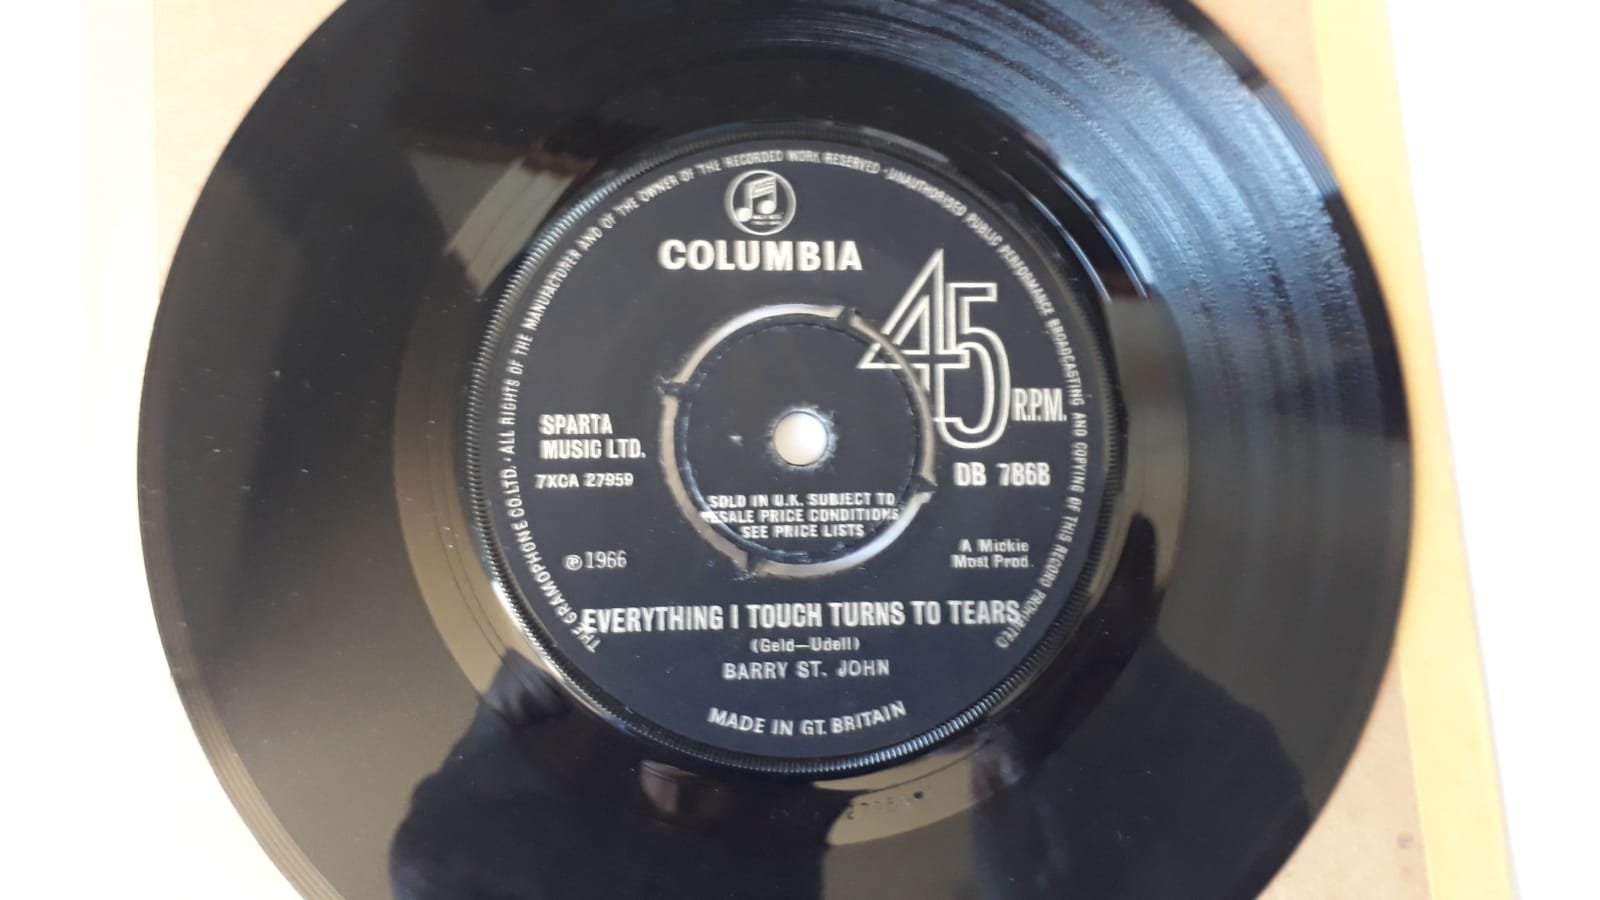 THE GRAMOPHONE CO. LTD. · ALL RIGHTS OF THE MANUFACTURER AND OF THE OWNER OF THE RECORDED WORK RESERVED · UNAUTHORISED PUBLIC PERFORMANCE BROADCASTING AND COPYING OF THIS RECORD PROHIBITED
COLUMBIA
45
R.P.M.
SPARTA
MUSIC LTD.
7XCA 27959
DB 7868
SOLD IN U.K. SUBJECT TO
RESALE PRICE CONDITIONS
SEE PRICE LISTS
℗ 1966
A Mickie
Most Prod.
EVERYTHING I TOUCH TURNS TO TEARS
(Geld—Udell)
BARRY ST. JOHN
MADE IN GT. BRITAIN